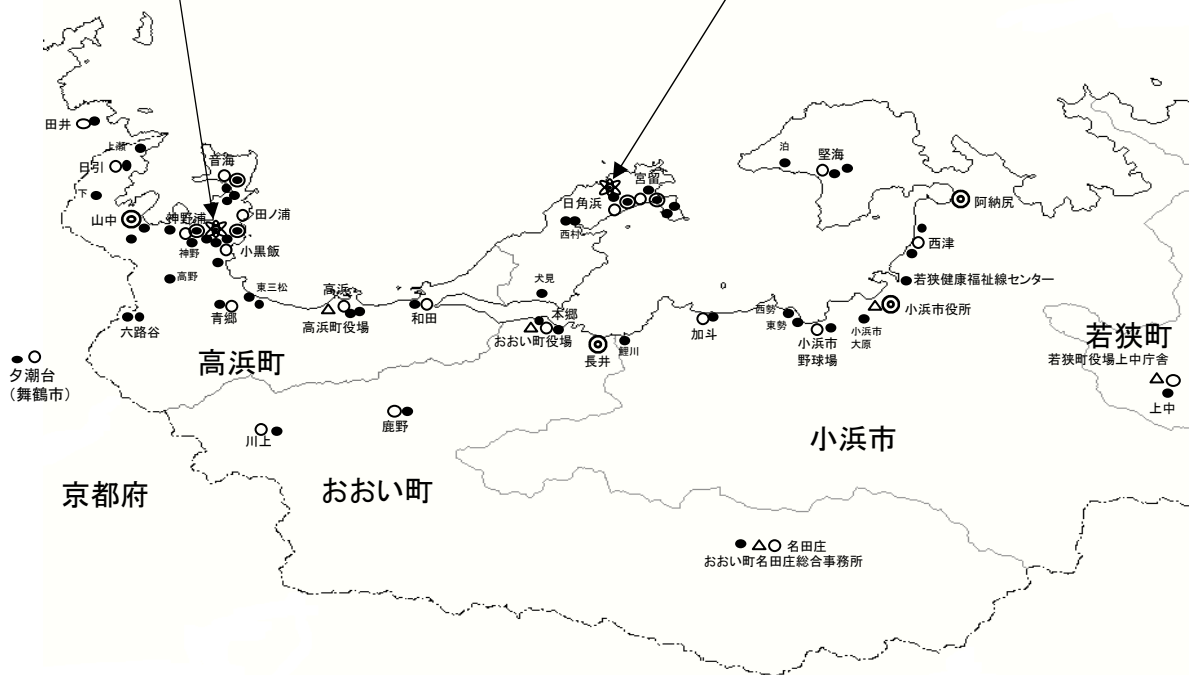 田井
上瀬
音海
日引
下
山中
神野浦
田ノ浦
神野
小黒飯
高野
東三松
青郷
六路谷
夕潮台
(舞鶴市)
高浜
高浜町役場
和田
高浜町
宮留
日角浜
西村
犬見
本郷
おおい町役場
長井
鯉川
泊
堅海
阿納尻
西津
若狭健康福祉線センター
小浜市役所
西勢
東勢
加斗
小浜市
野球場
小浜市
大原
若狭町
若狭町役場上中庁舎
上中
川上
鹿野
小浜市
おおい町
京都府
名田庄
おおい町名田庄総合事務所